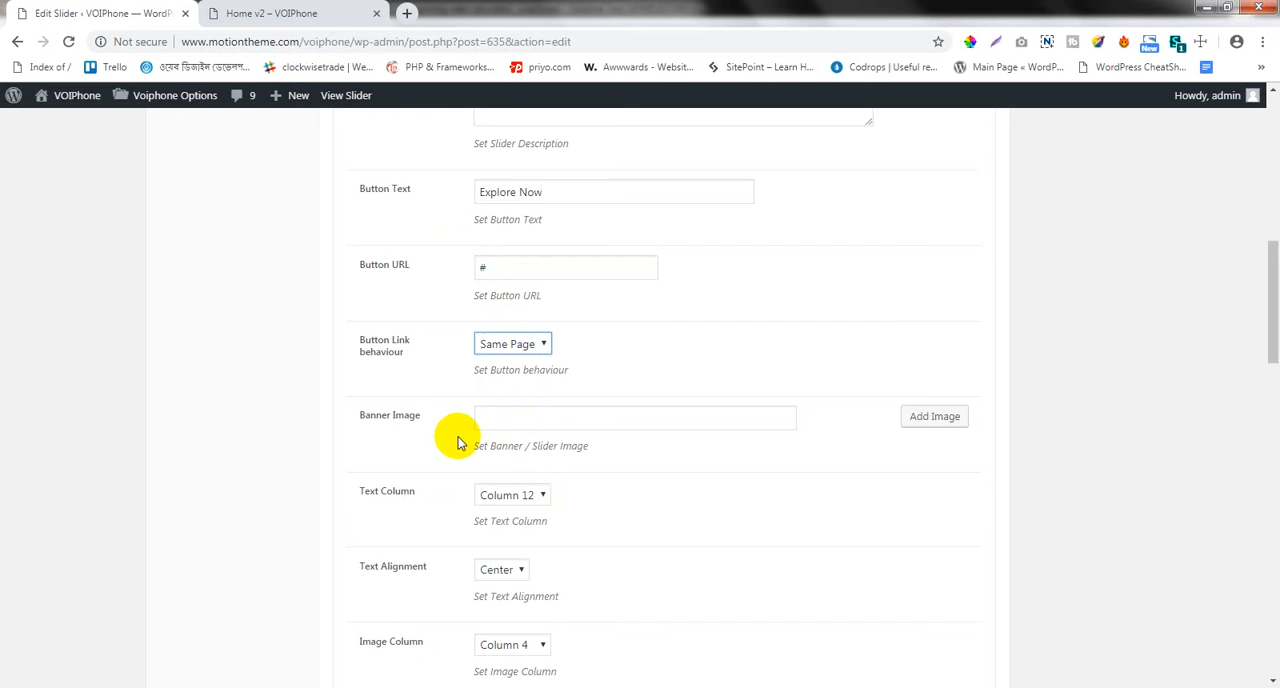 Edit Slider ‹ VOIPhone — WordP
Home v2 – VOIPhone
Not secure
www.motiontheme.com/voiphone/wp-admin/post.php?post=635&action=edit
New
1
Index of /
Trello
ওয়েব ডিজাইন ডেভেলপ...
clockwisetrade | We...
PHP & Frameworks...
priyo.com
W. Awwwards - Websit...
SitePoint – Learn H...
Codrops | Useful re...
Main Page « WordP...
WordPress CheatSh...
»
VOIPhone
Voiphone Options
9
New
View Slider
Howdy, admin
Set Slider Description
Button Text
Explore Now
Set Button Text
Button URL
#
Set Button URL
Button Link
behaviour
Same Page
Set Button behaviour
Banner Image
Add Image
Set Banner / Slider Image
Text Column
Column 12
Set Text Column
Text Alignment
Center
Set Text Alignment
Image Column
Column 4
Set Image Column